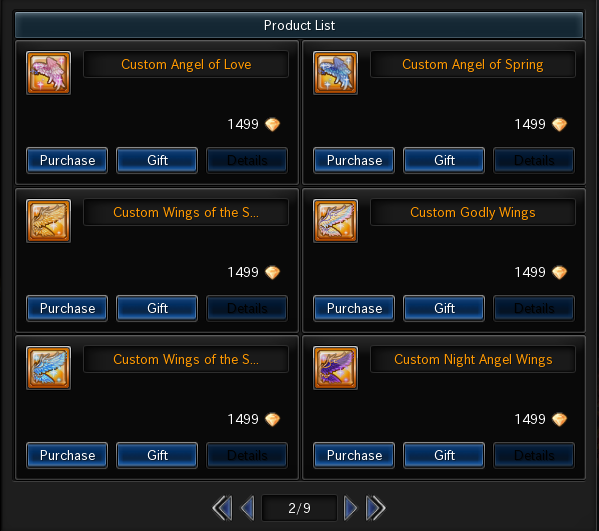 Product List
Custom Angel of Love
1499
Purchase Gift Details
Custom Angel of Spring
1499
Purchase Gift Details
Custom Wings of the S...
1499
Purchase Gift Details
Custom Godly Wings
1499
Purchase Gift Details
Custom Wings of the S...
1499
Purchase Gift Details
Custom Night Angel Wings
1499
Purchase Gift Details
2/9